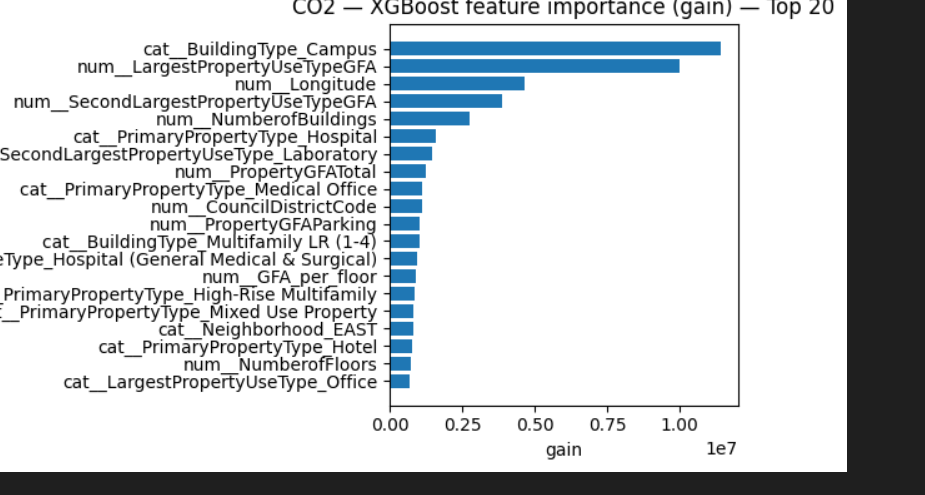 CO2 — XGBoost feature importance (gain) — Top 20
cat__BuildingType_Campus
num__LargestPropertyUseTypeGFA
num__Longitude
num__SecondLargestPropertyUseTypeGFA
num__NumberofBuildings
cat__PrimaryPropertyType_Hospital
SecondLargestPropertyUseType_Laboratory
num__PropertyGFATotal
cat__PrimaryPropertyType_Medical Office
num__CouncilDistrictCode
num__PropertyGFAParking
cat__BuildingType_Multifamily LR (1-4)
eType_Hospital (General Medical & Surgical)
num__GFA_per_floor
_PrimaryPropertyType_High-Rise Multifamily
t__PrimaryPropertyType_Mixed Use Property
cat__Neighborhood_EAST
cat__PrimaryPropertyType_Hotel
num__NumberofFloors
cat__LargestPropertyUseType_Office
0.00 0.25 0.50 0.75 1.00
1e7
gain